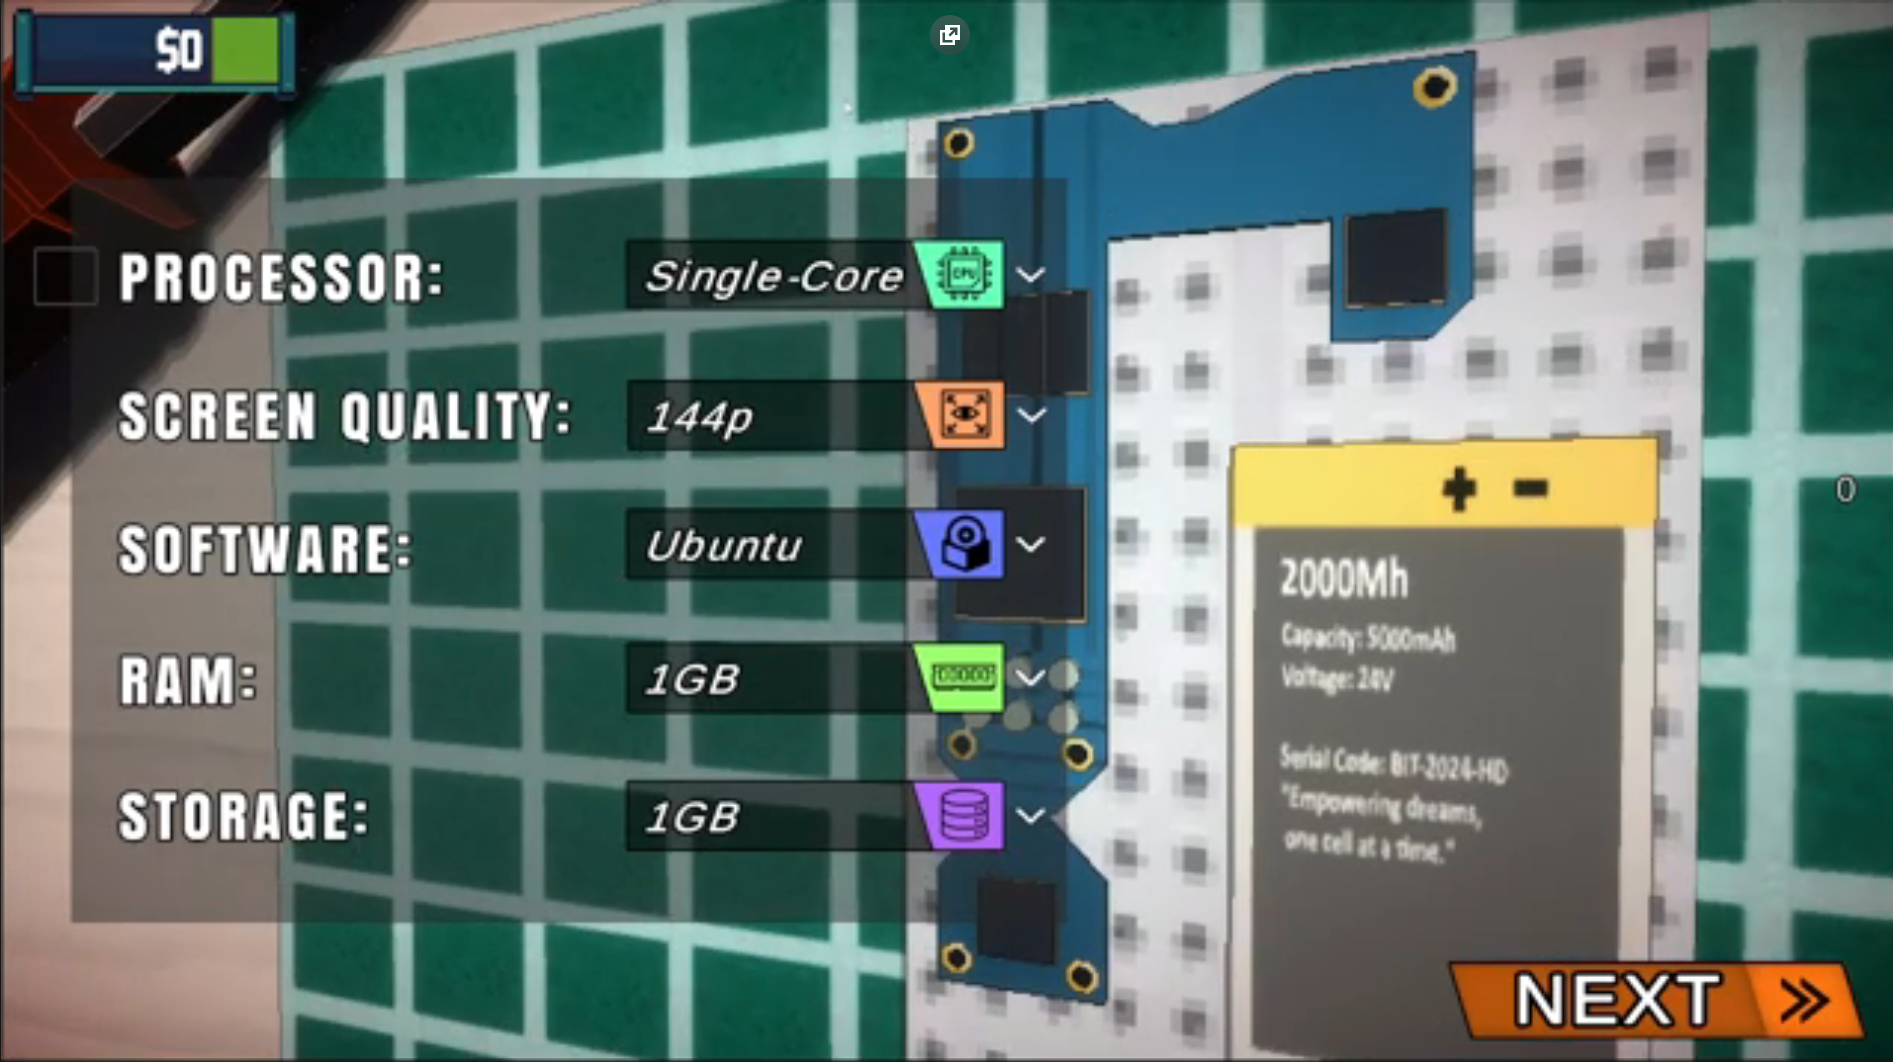 $0
PROCESSOR:
Single-Core
CPU
SCREEN QUALITY:
144p
SOFTWARE:
Ubuntu
RAM:
1GB
STORAGE:
1GB
+ -
2000Mh
Capacity: 5000mAh
Voltage: 24V
Serial Code: BIT-2024-HD
"Empowering dreams,
one cell at a time."
0
NEXT